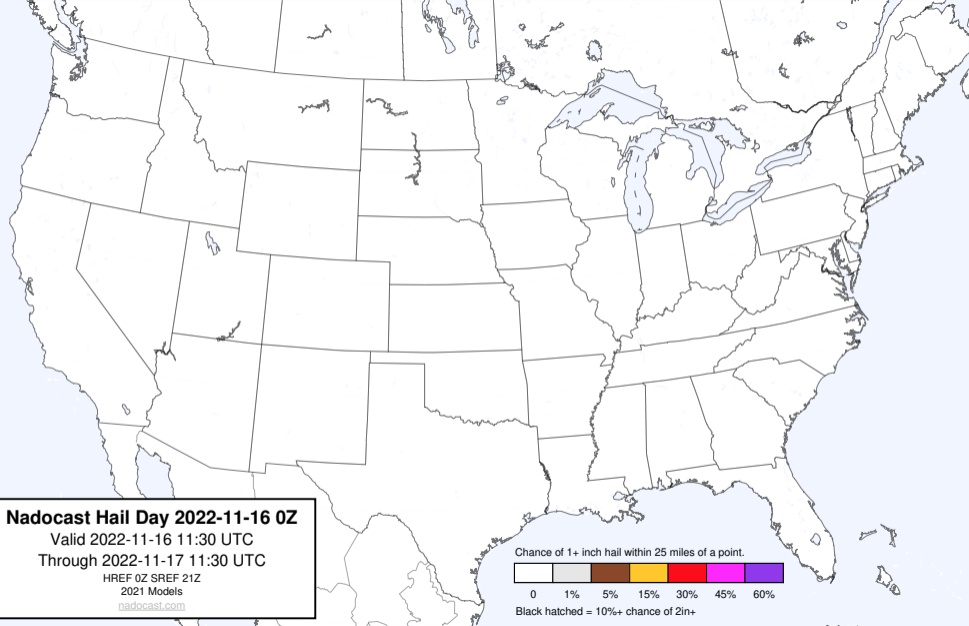 Nadocast Hail Day 2022-11-16 0Z
Valid 2022-11-16 11:30 UTC
Through 2022-11-17 11:30 UTC
HREF 0Z SREF 21Z
2021 Models
nadocast.com
Chance of 1+ inch hail within 25 miles of a point.
0 1% 5% 15% 30% 45% 60%
Black hatched = 10%+ chance of 2in+